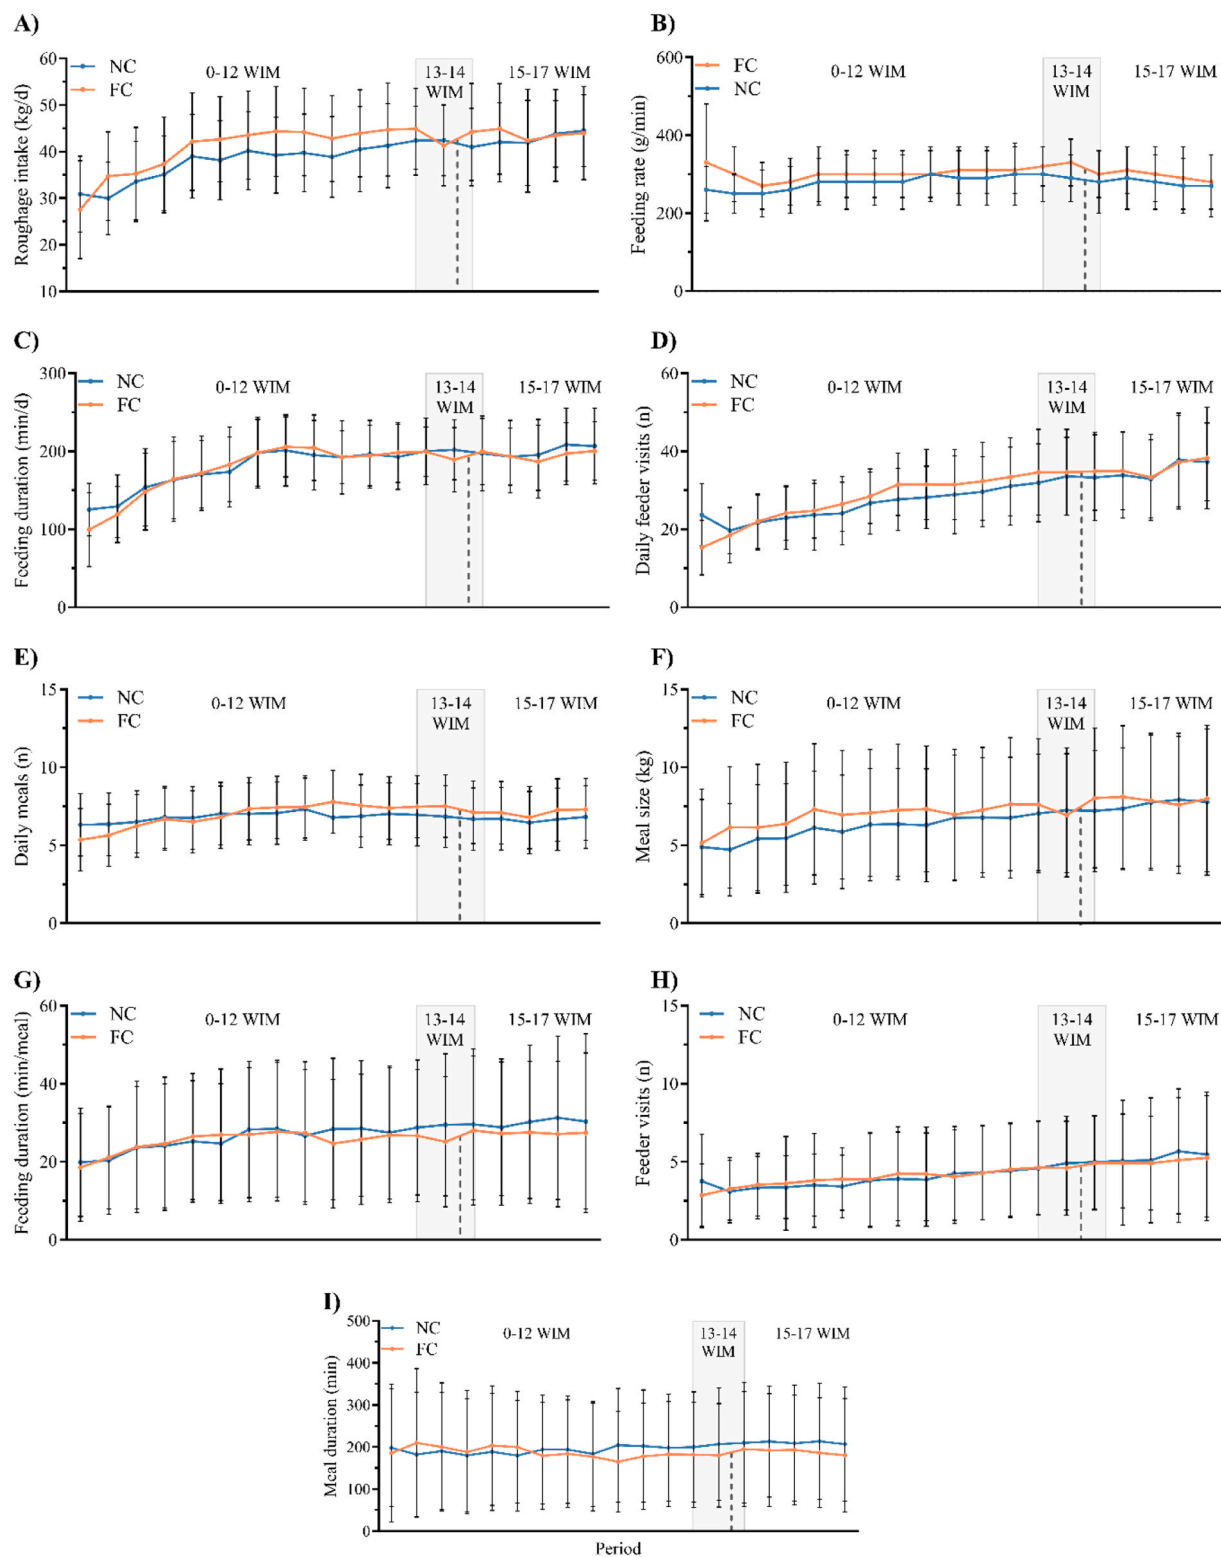 A)
Roughage intake (kg/d)
60
50
40
30
20
10
NC
FC
0-12 WIM
13-14
WIM
15-17 WIM
B)
Feeding rate (g/min)
600
400
200
0
FC
NC
0-12 WIM
13-14
WIM
15-17 WIM
C)
Feeding duration (min/d)
300
200
100
0
NC
FC
0-12 WIM
13-14
WIM
15-17 WIM
D)
Daily feeder visits (n)
60
40
20
0
NC
FC
0-12 WIM
13-14
WIM
15-17 WIM
E)
Daily meals (n)
15
10
5
0
NC
FC
0-12 WIM
13-14
WIM
15-17 WIM
F)
Meal size (kg)
15
10
5
0
NC
FC
0-12 WIM
13-14
WIM
15-17 WIM
G)
Feeding duration (min/meal)
60
40
20
0
NC
FC
0-12 WIM
13-14
WIM
15-17 WIM
H)
Feeder visits (n)
15
10
5
0
NC
FC
0-12 WIM
13-14
WIM
15-17 WIM
I)
Meal duration (min)
500
400
300
200
100
0
NC
FC
0-12 WIM
13-14
WIM
15-17 WIM
Period